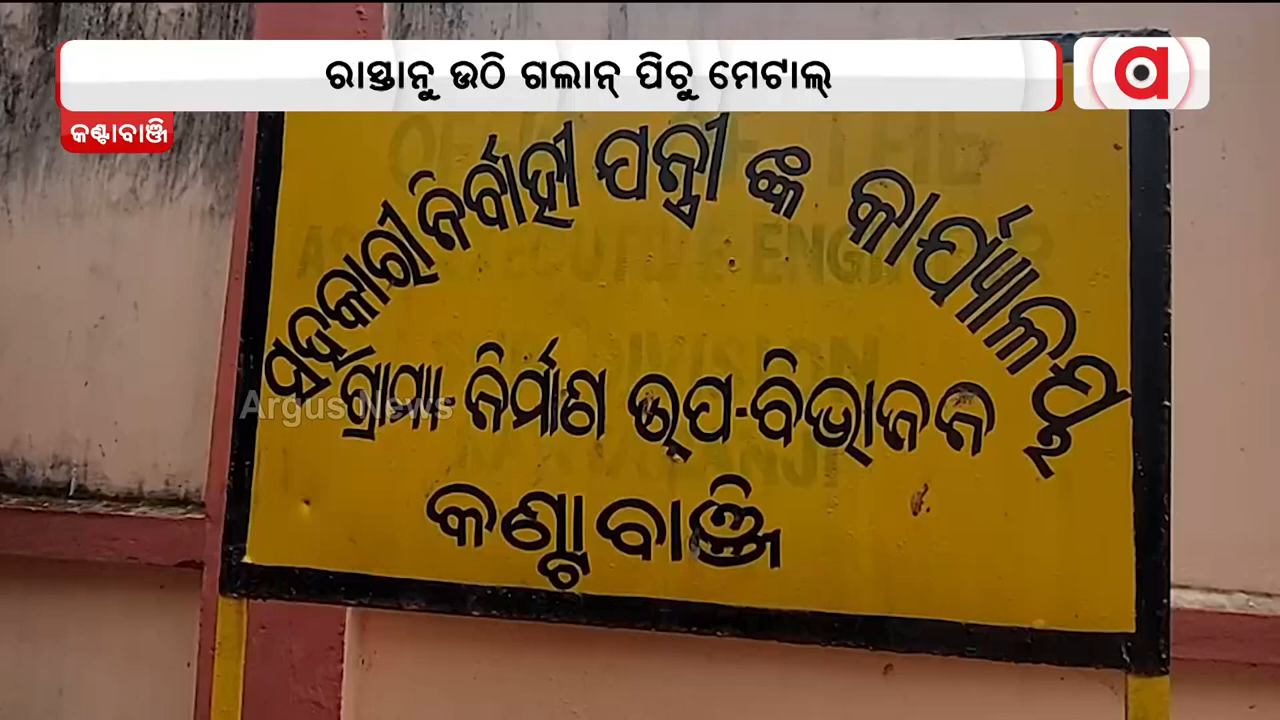 ରାସ୍ତାନୁ ଉଠି ଗଲାନ୍ ପିଚୁ ମେଟାଲ୍
କଣ୍ଟାବାଞ୍ଜି
ସହକାରୀ ନିର୍ବାହୀ ଯନ୍ତ୍ରୀ ଙ୍କ କାର୍ଯ୍ୟାଳୟ
Argus News
ଗ୍ରାମ୍ୟ-ନିର୍ମାଣ ଉପ-ବିଭାଜନ
କଣ୍ଟାବାଞ୍ଜି